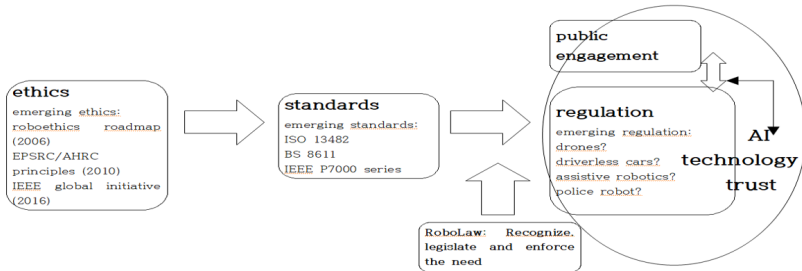 ethics
emerging ethics:
roboethics roadmap
(2006)
EPSRC/AHRC
principles (2010)
IEEE global initiative
(2016)
standards
emerging standards:
ISO 13482
BS 8611
IEEE P7000 series
RoboLaw: Recognize,
legislate and enforce
the need
public
engagement
regulation
emerging regulation:
drones?
driverless cars?
assistive robotics?
police robot?
AI
technology
trust